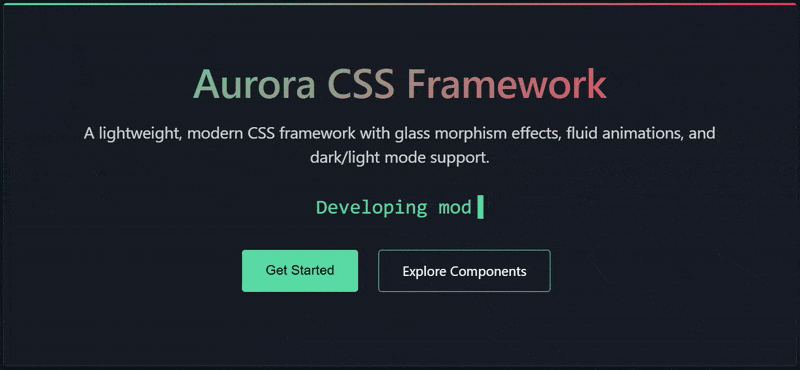 Aurora CSS Framework
A lightweight, modern CSS framework with glass morphism effects, fluid animations, and
dark/light mode support.
Developing mod
Get Started
Explore Components